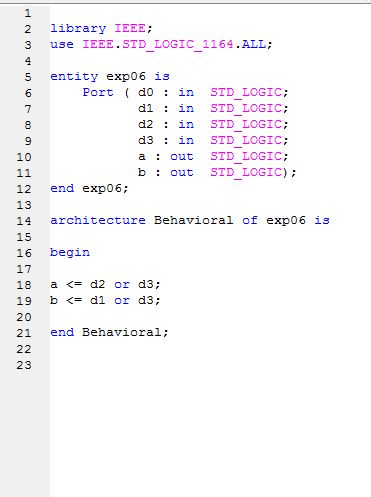 1
2 library IEEE;
3 use IEEE.STD_LOGIC_1164.ALL;
4
5 entity exp06 is
6     Port ( d0 : in  STD_LOGIC;
7            d1 : in  STD_LOGIC;
8            d2 : in  STD_LOGIC;
9            d3 : in  STD_LOGIC;
10            a : out  STD_LOGIC;
11            b : out  STD_LOGIC);
12 end exp06;
13
14 architecture Behavioral of exp06 is
15
16 begin
17
18 a <= d2 or d3;
19 b <= d1 or d3;
20
21 end Behavioral;
22
23